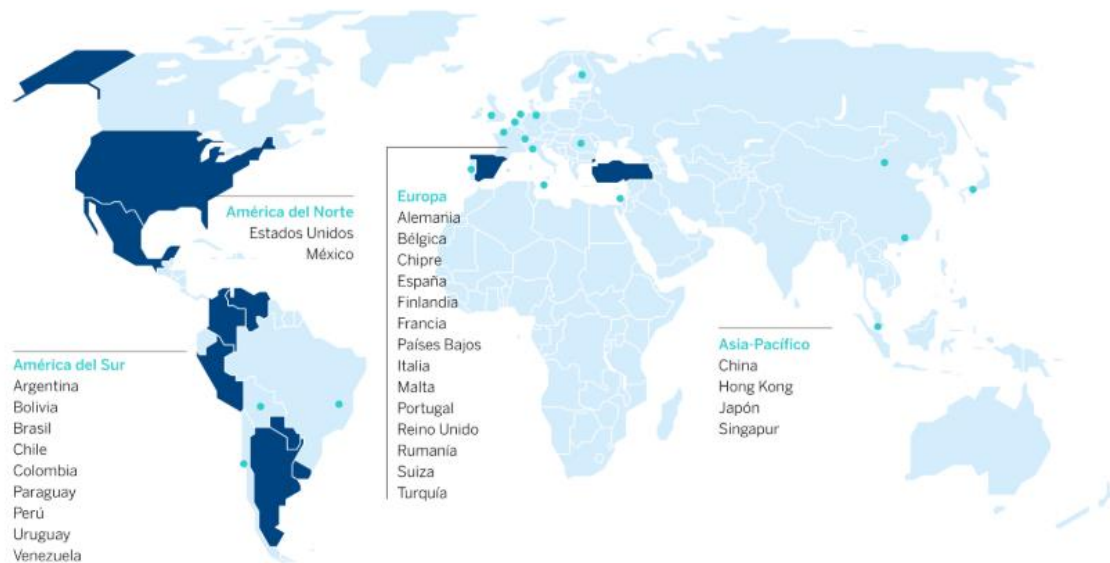 América del Norte
Estados Unidos
México
América del Sur
Argentina
Bolivia
Brasil
Chile
Colombia
Paraguay
Perú
Uruguay
Venezuela
Europa
Alemania
Bélgica
Chipre
España
Finlandia
Francia
Países Bajos
Italia
Malta
Portugal
Reino Unido
Rumanía
Suiza
Turquía
Asia-Pacífico
China
Hong Kong
Japón
Singapur